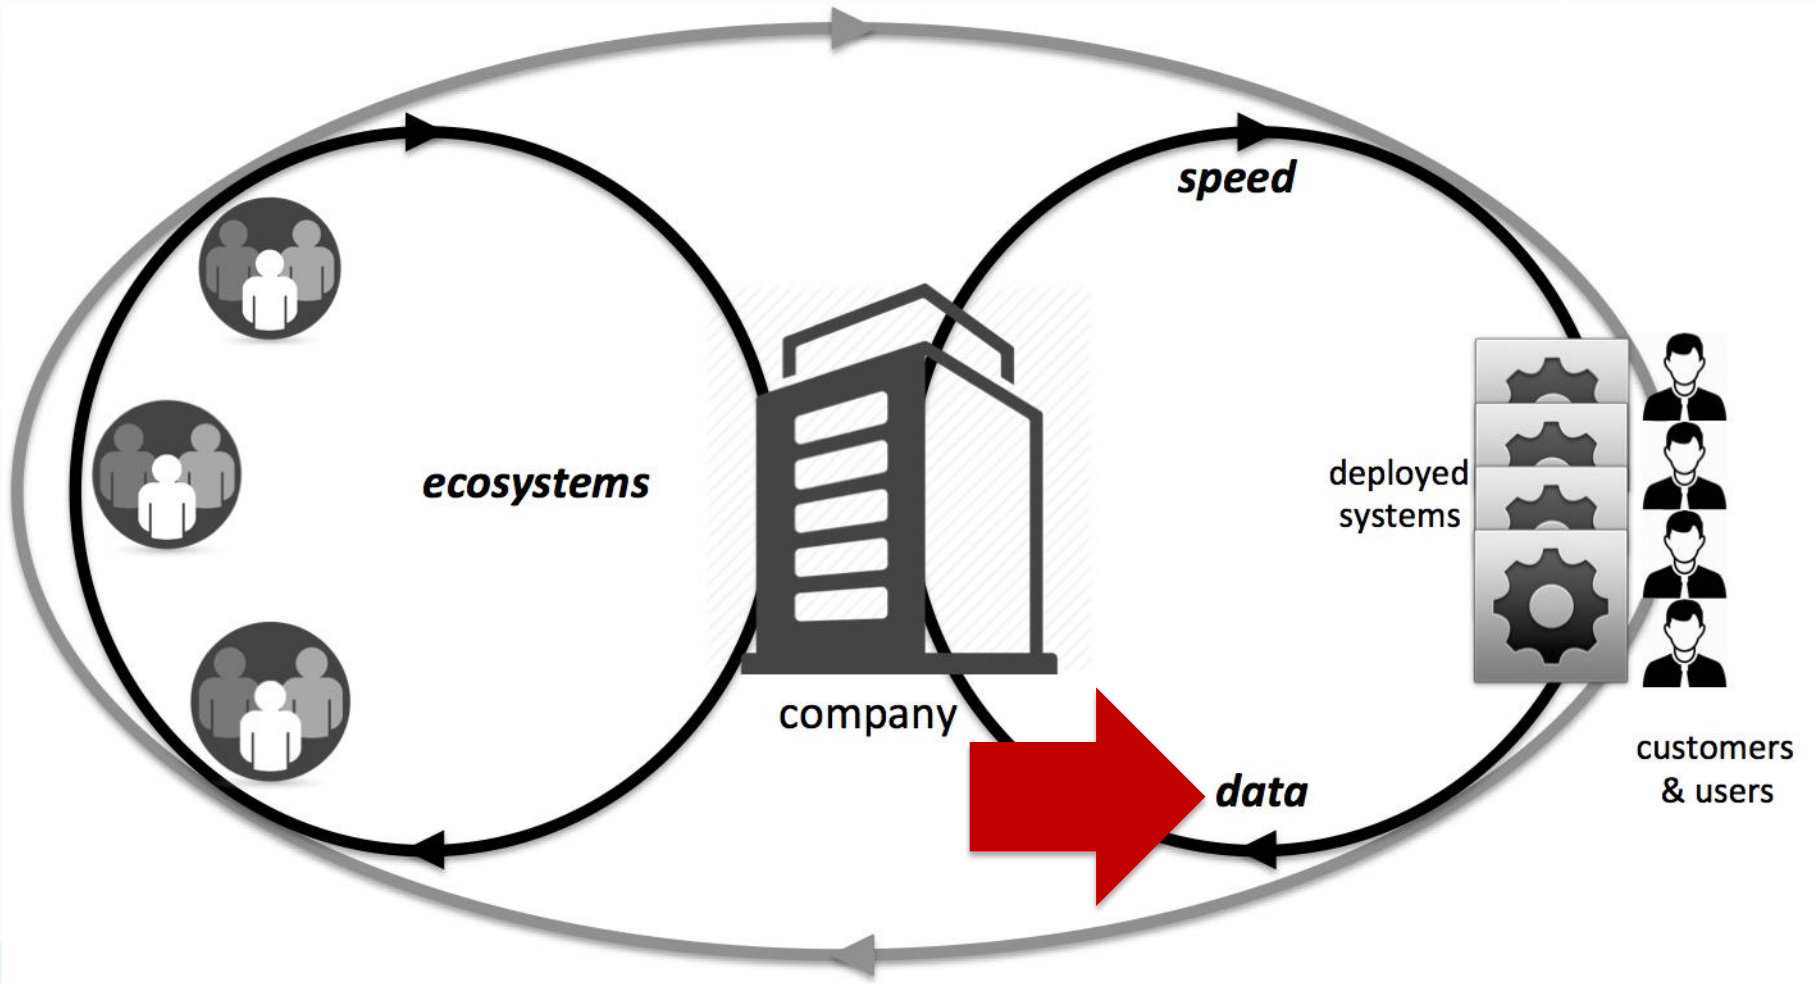 speed
ecosystems
deployed
systems
company
customers
& users
data